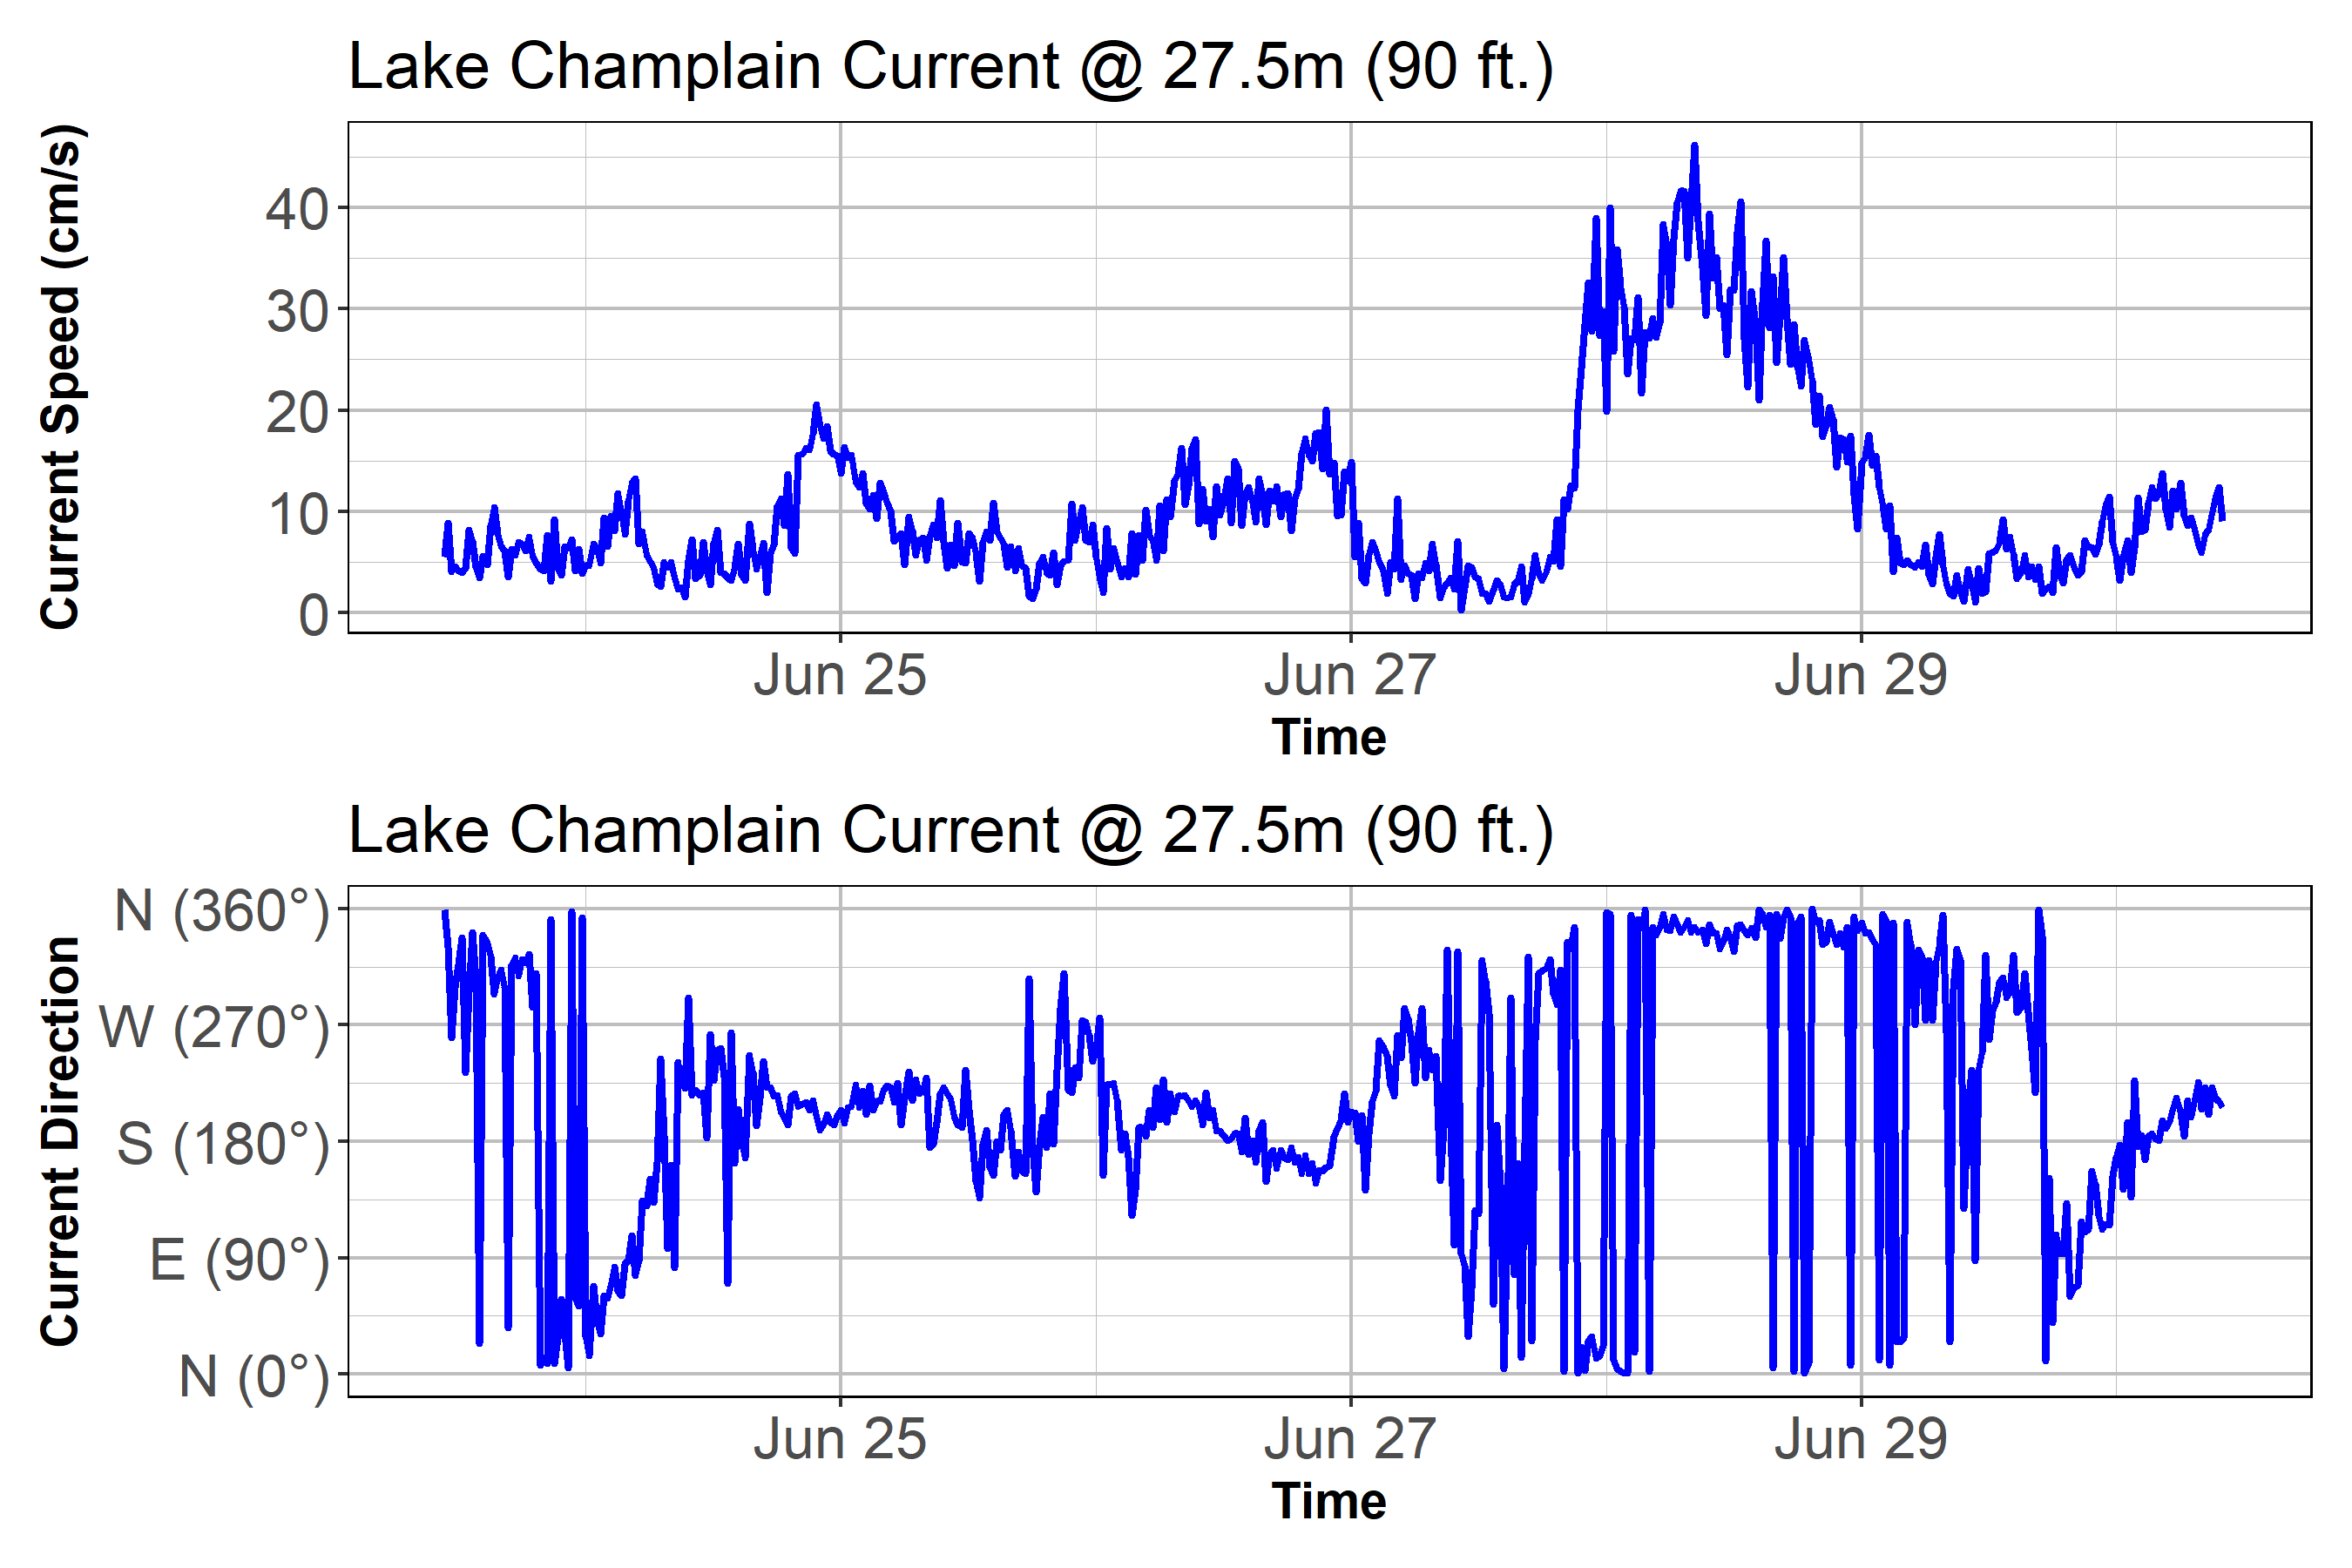 Lake Champlain Current @ 27.5m (90 ft.)
Current Speed (cm/s)
40
30
20
10
0
Jun 25
Jun 27
Jun 29
Time
Lake Champlain Current @ 27.5m (90 ft.)
Current Direction
N (360°)
W (270°)
S (180°)
E (90°)
N (0°)
Jun 25
Jun 27
Jun 29
Time